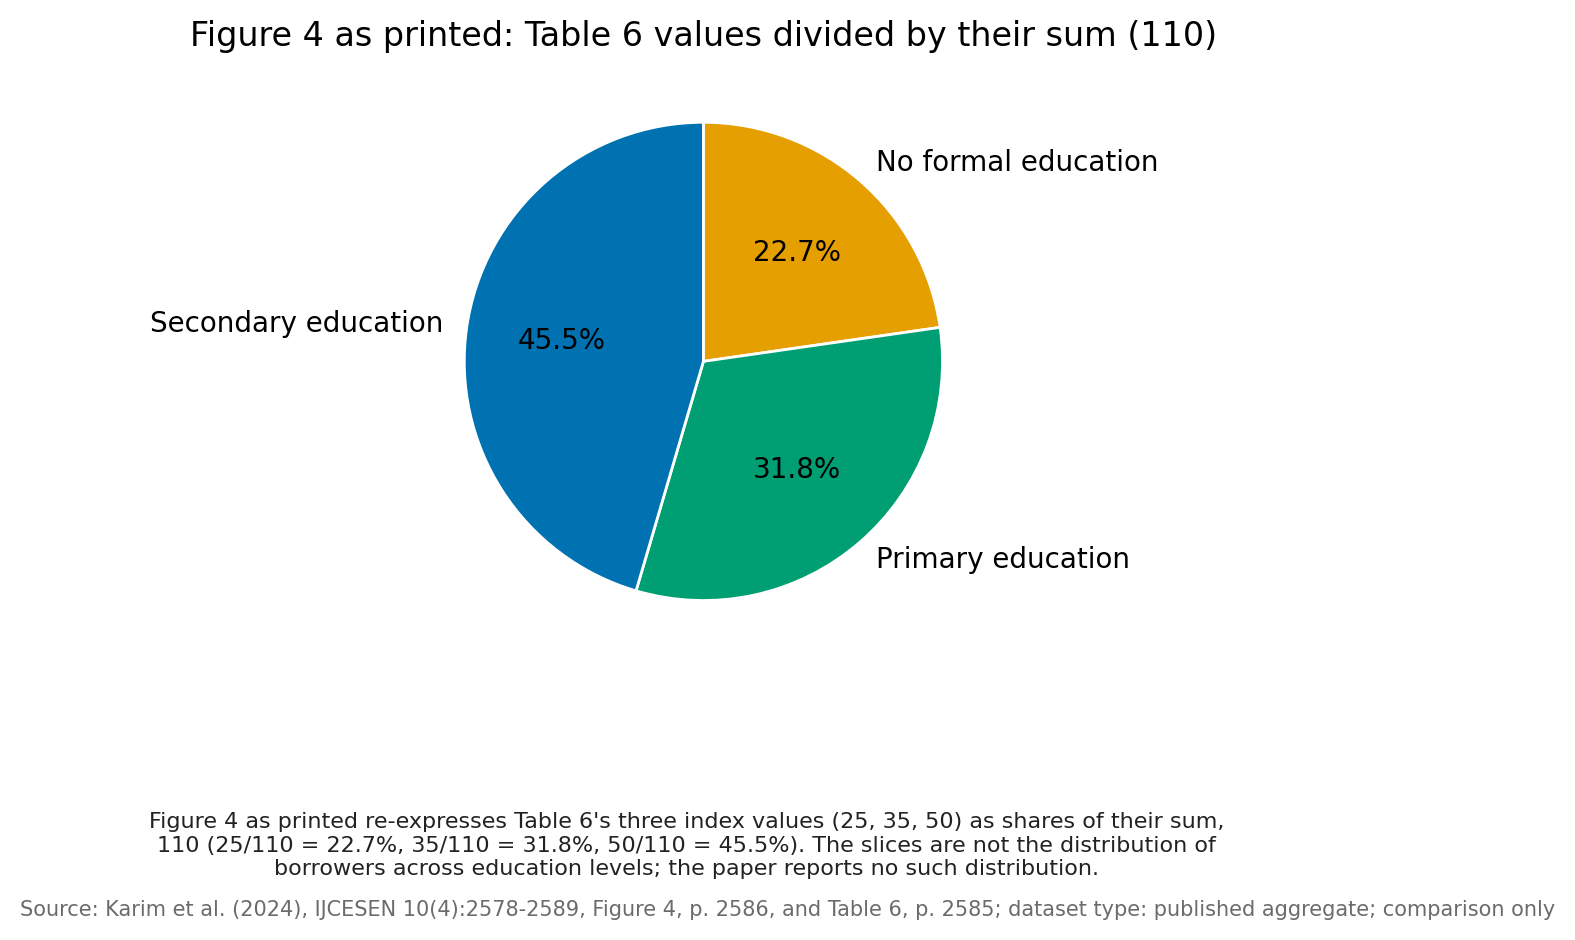 Figure 4 as printed: Table 6 values divided by their sum (110)
No formal education
22.7%
Secondary education
45.5%
31.8%
Primary education
Figure 4 as printed re-expresses Table 6's three index values (25, 35, 50) as shares of their sum,
110 (25/110 = 22.7%, 35/110 = 31.8%, 50/110 = 45.5%). The slices are not the distribution of
borrowers across education levels; the paper reports no such distribution.
Source: Karim et al. (2024), IJCESEN 10(4):2578-2589, Figure 4, p. 2586, and Table 6, p. 2585; dataset type: published aggregate; comparison only